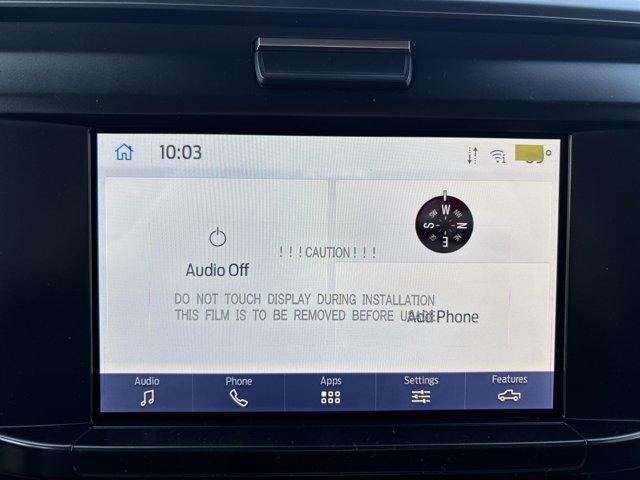 10:03
W
S N
E
!!!CAUTION!!!
Audio Off
DO NOT TOUCH DISPLAY DURING INSTALLATION
THIS FILM IS TO BE REMOVED BEFORE USAGE
Add Phone
Audio Phone Apps Settings Features